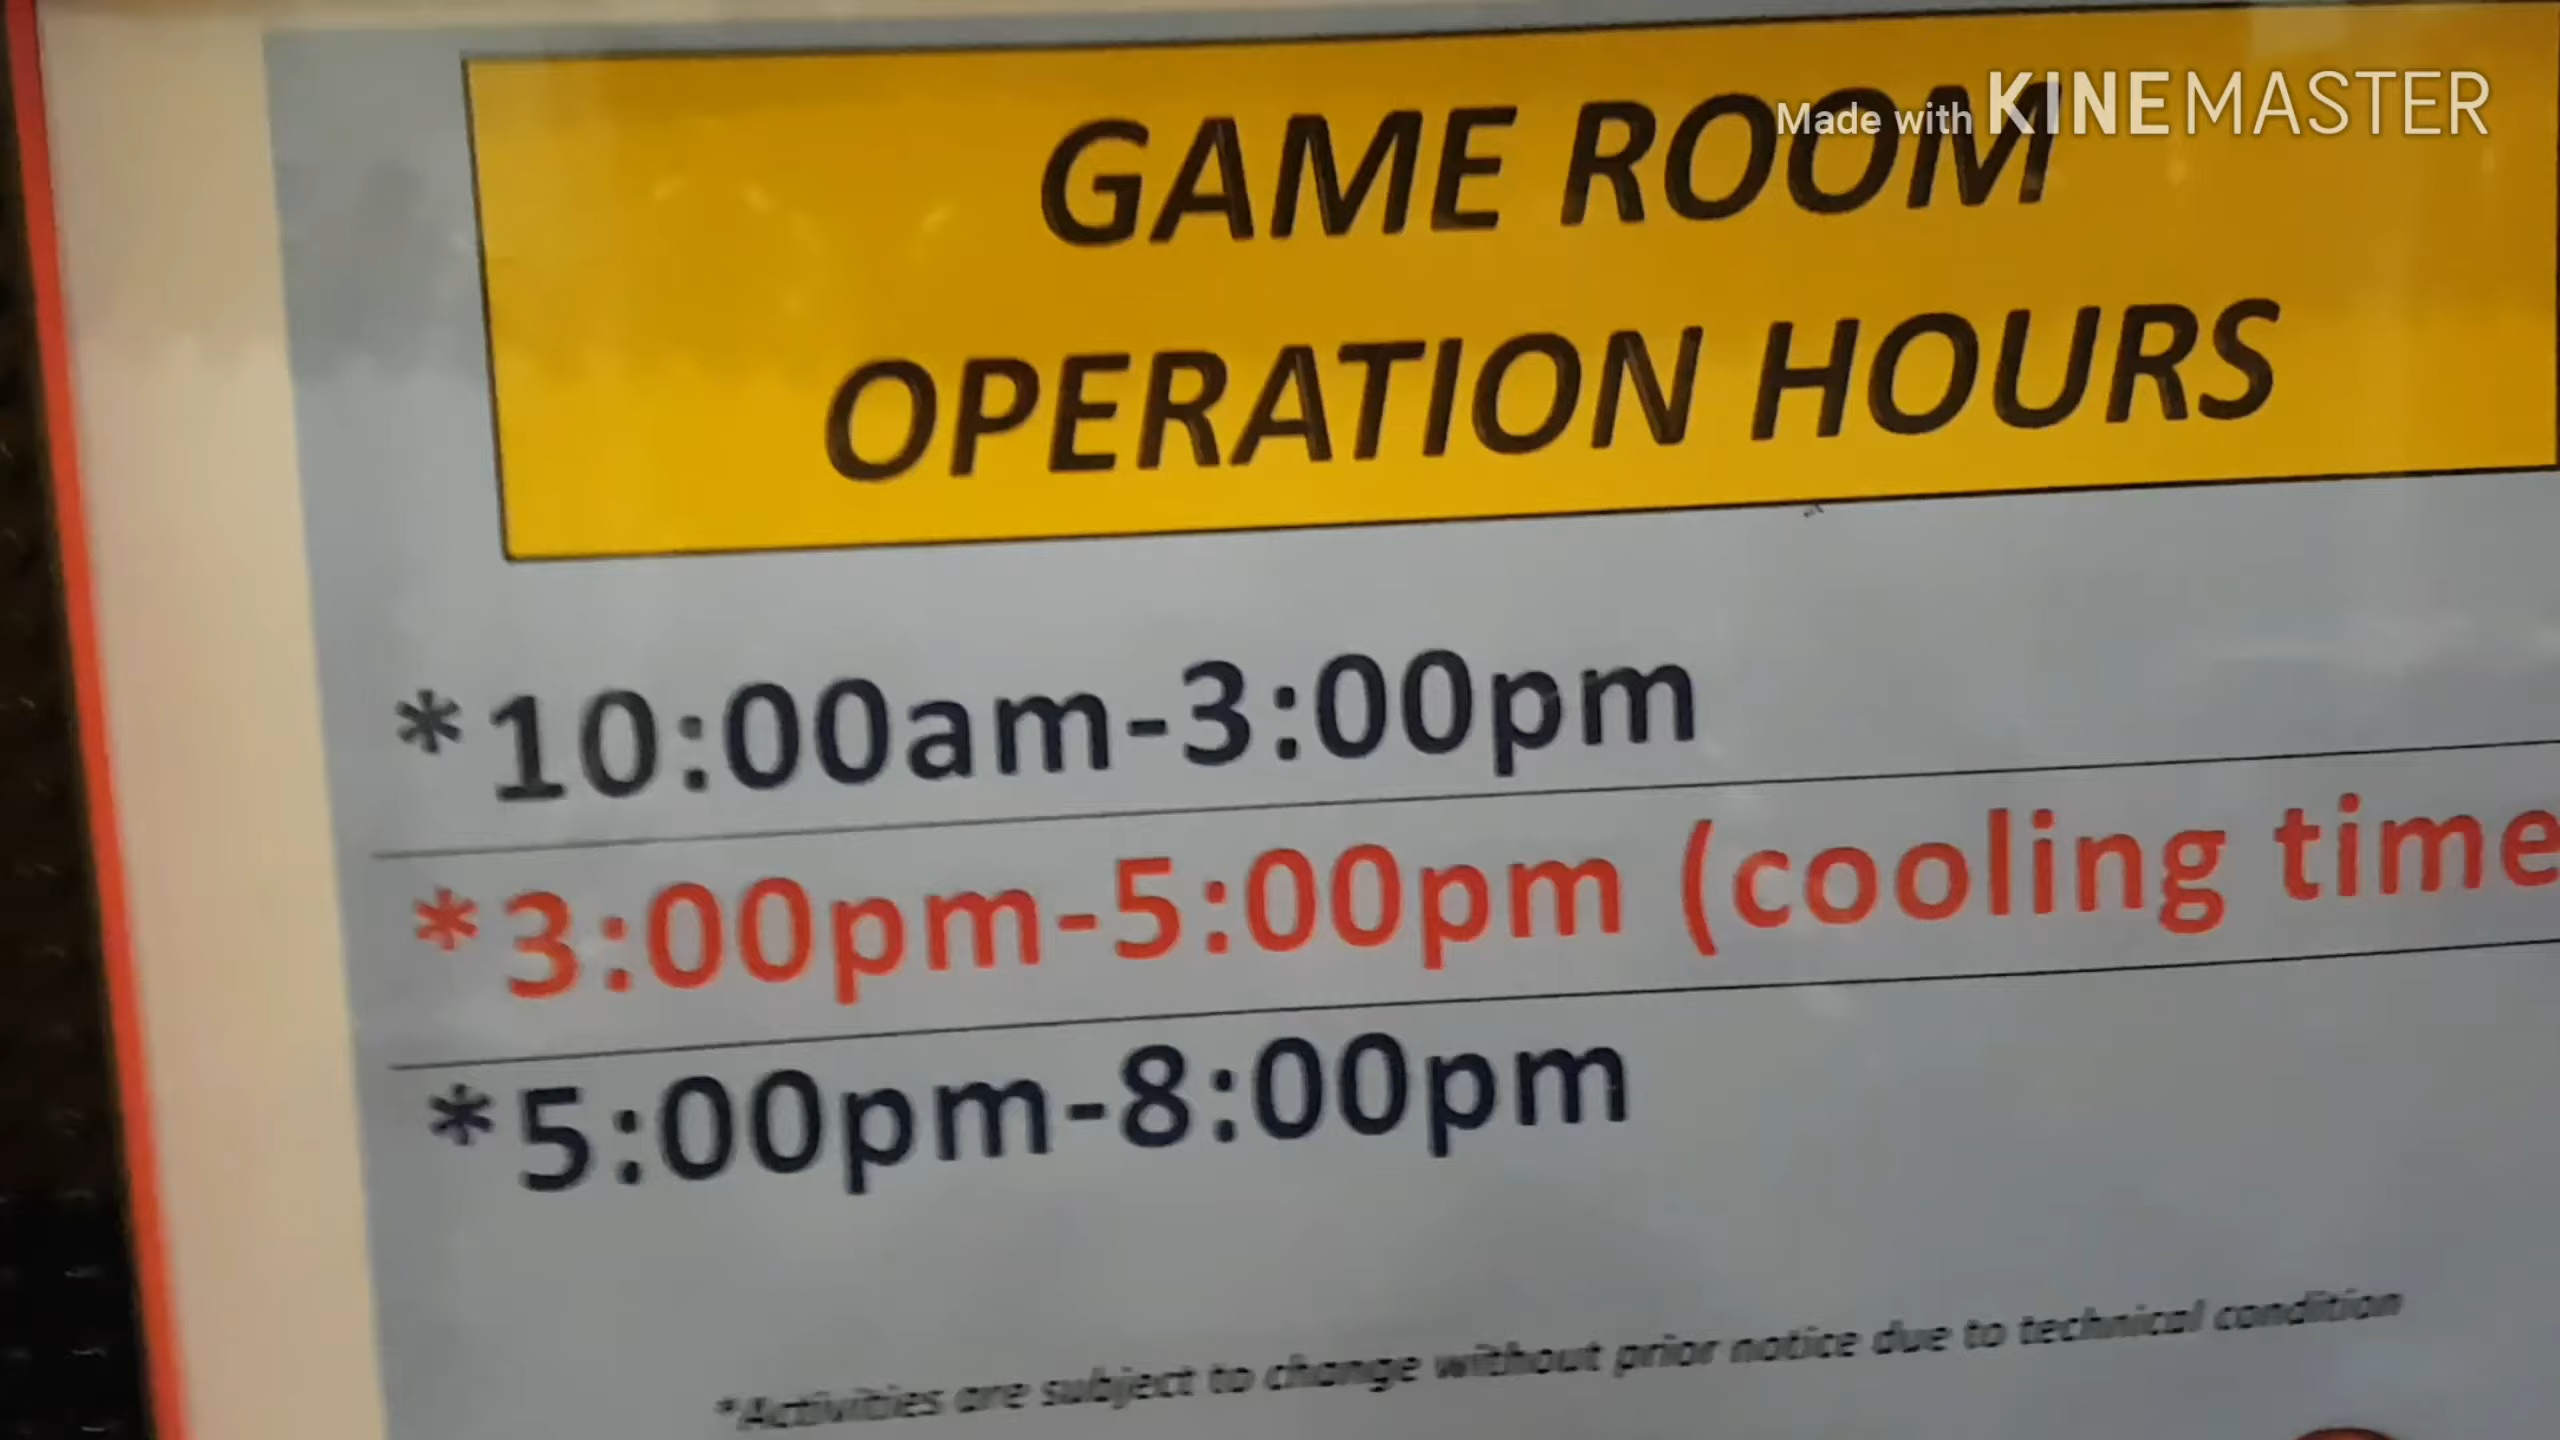 Made with KINEMASTER
GAME ROOM
OPERATION HOURS
*10:00am-3:00pm
*3:00pm-5:00pm (cooling time
*5:00pm-8:00pm
*Activities are subject to change without prior notice due to technical condition